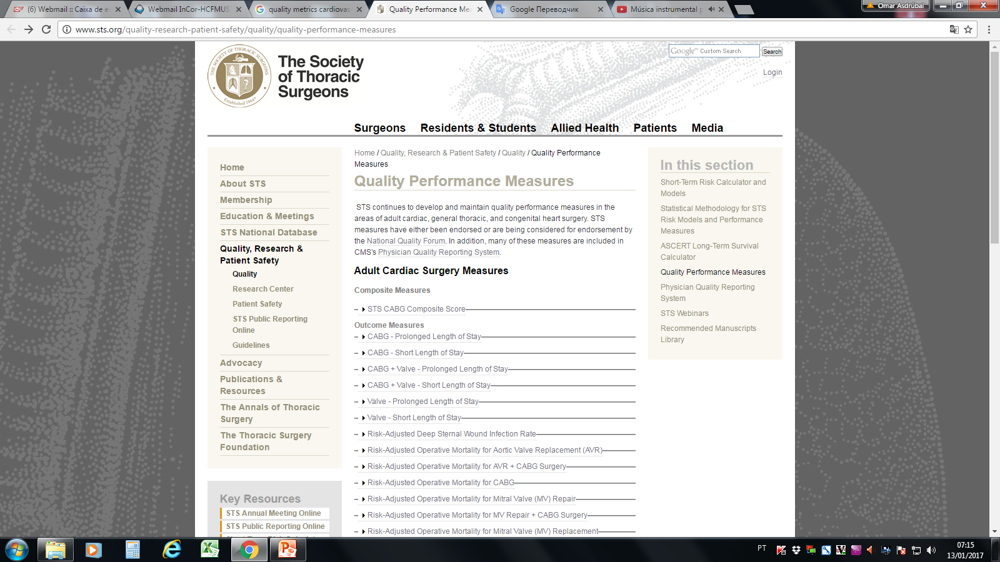 (6) Webmail :: Caixa de e
Webmail InCor-HCFMUS
quality metrics cardiovas
Quality Performance Mea
Google Переводчик
Música instrumental p
Omar Asdrúbal
www.sts.org/quality-research-patient-safety/quality/quality-performance-measures
THE SOCIETY OF THORACIC SURGEONS
Established 1964
The Society
of Thoracic
Surgeons
Google™ Custom Search
Search
Login
Surgeons Residents & Students Allied Health Patients Media
Home
About STS
Membership
Education & Meetings
STS National Database
Quality, Research &
Patient Safety
Quality
Research Center
Patient Safety
STS Public Reporting
Online
Guidelines
Advocacy
Publications &
Resources
The Annals of Thoracic
Surgery
The Thoracic Surgery
Foundation
Key Resources
STS Annual Meeting Online
STS Public Reporting Online
Home / Quality, Research & Patient Safety / Quality / Quality Performance
Measures
Quality Performance Measures
STS continues to develop and maintain quality performance measures in the
areas of adult cardiac, general thoracic, and congenital heart surgery. STS
measures have either been endorsed or are being considered for endorsement by
the National Quality Forum. In addition, many of these measures are included in
CMS's Physician Quality Reporting System.
Adult Cardiac Surgery Measures
Composite Measures
STS CABG Composite Score
Outcome Measures
CABG - Prolonged Length of Stay
CABG - Short Length of Stay
CABG + Valve - Prolonged Length of Stay
CABG + Valve - Short Length of Stay
Valve - Prolonged Length of Stay
Valve - Short Length of Stay
Risk-Adjusted Deep Sternal Wound Infection Rate
Risk-Adjusted Operative Mortality for Aortic Valve Replacement (AVR)
Risk-Adjusted Operative Mortality for AVR + CABG Surgery
Risk-Adjusted Operative Mortality for CABG
Risk-Adjusted Operative Mortality for Mitral Valve (MV) Repair
Risk-Adjusted Operative Mortality for MV Repair + CABG Surgery
Risk-Adjusted Operative Mortality for Mitral Valve (MV) Replacement
In this section
Short-Term Risk Calculator and
Models
Statistical Methodology for STS
Risk Models and Performance
Measures
ASCERT Long-Term Survival
Calculator
Quality Performance Measures
Physician Quality Reporting
System
STS Webinars
Recommended Manuscripts
Library
PT
07:15
13/01/2017